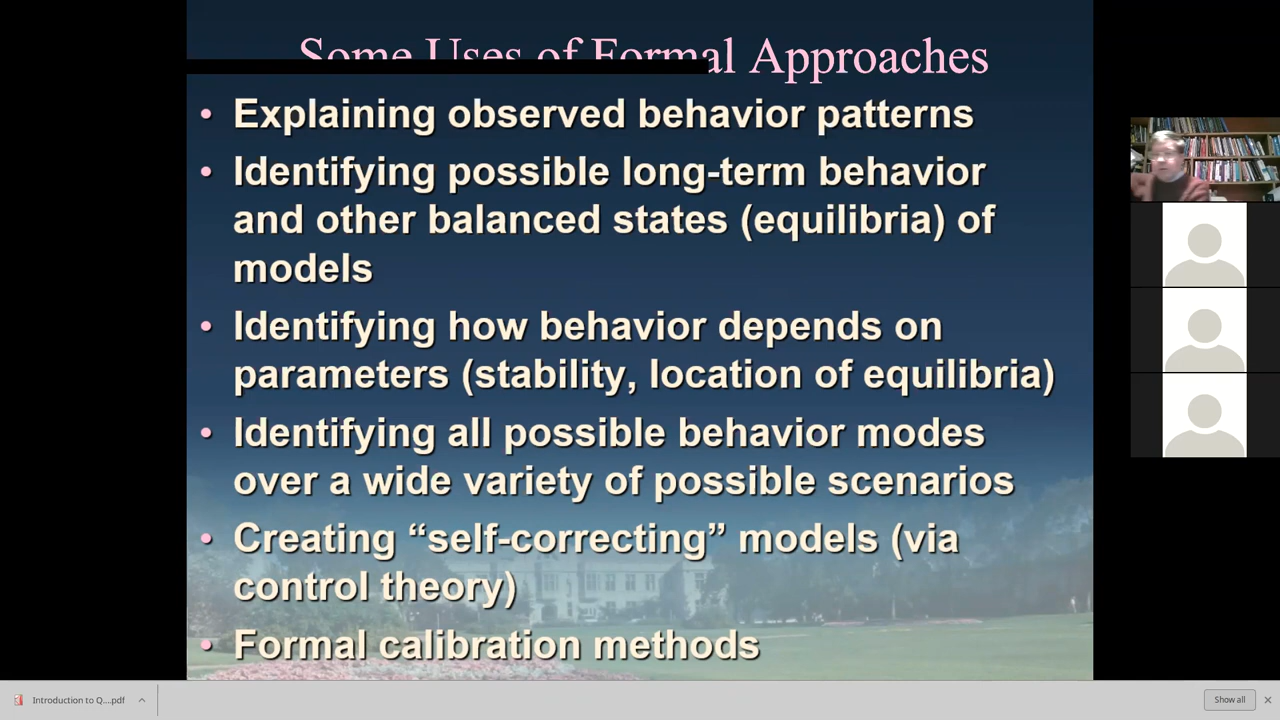 Some Uses of Formal Approaches
• Explaining observed behavior patterns
• Identifying possible long-term behavior
and other balanced states (equilibria) of
models
• Identifying how behavior depends on
parameters (stability, location of equilibria)
• Identifying all possible behavior modes
over a wide variety of possible scenarios
• Creating “self-correcting” models (via
control theory)
• Formal calibration methods
Introduction to Q....pdf
Show all